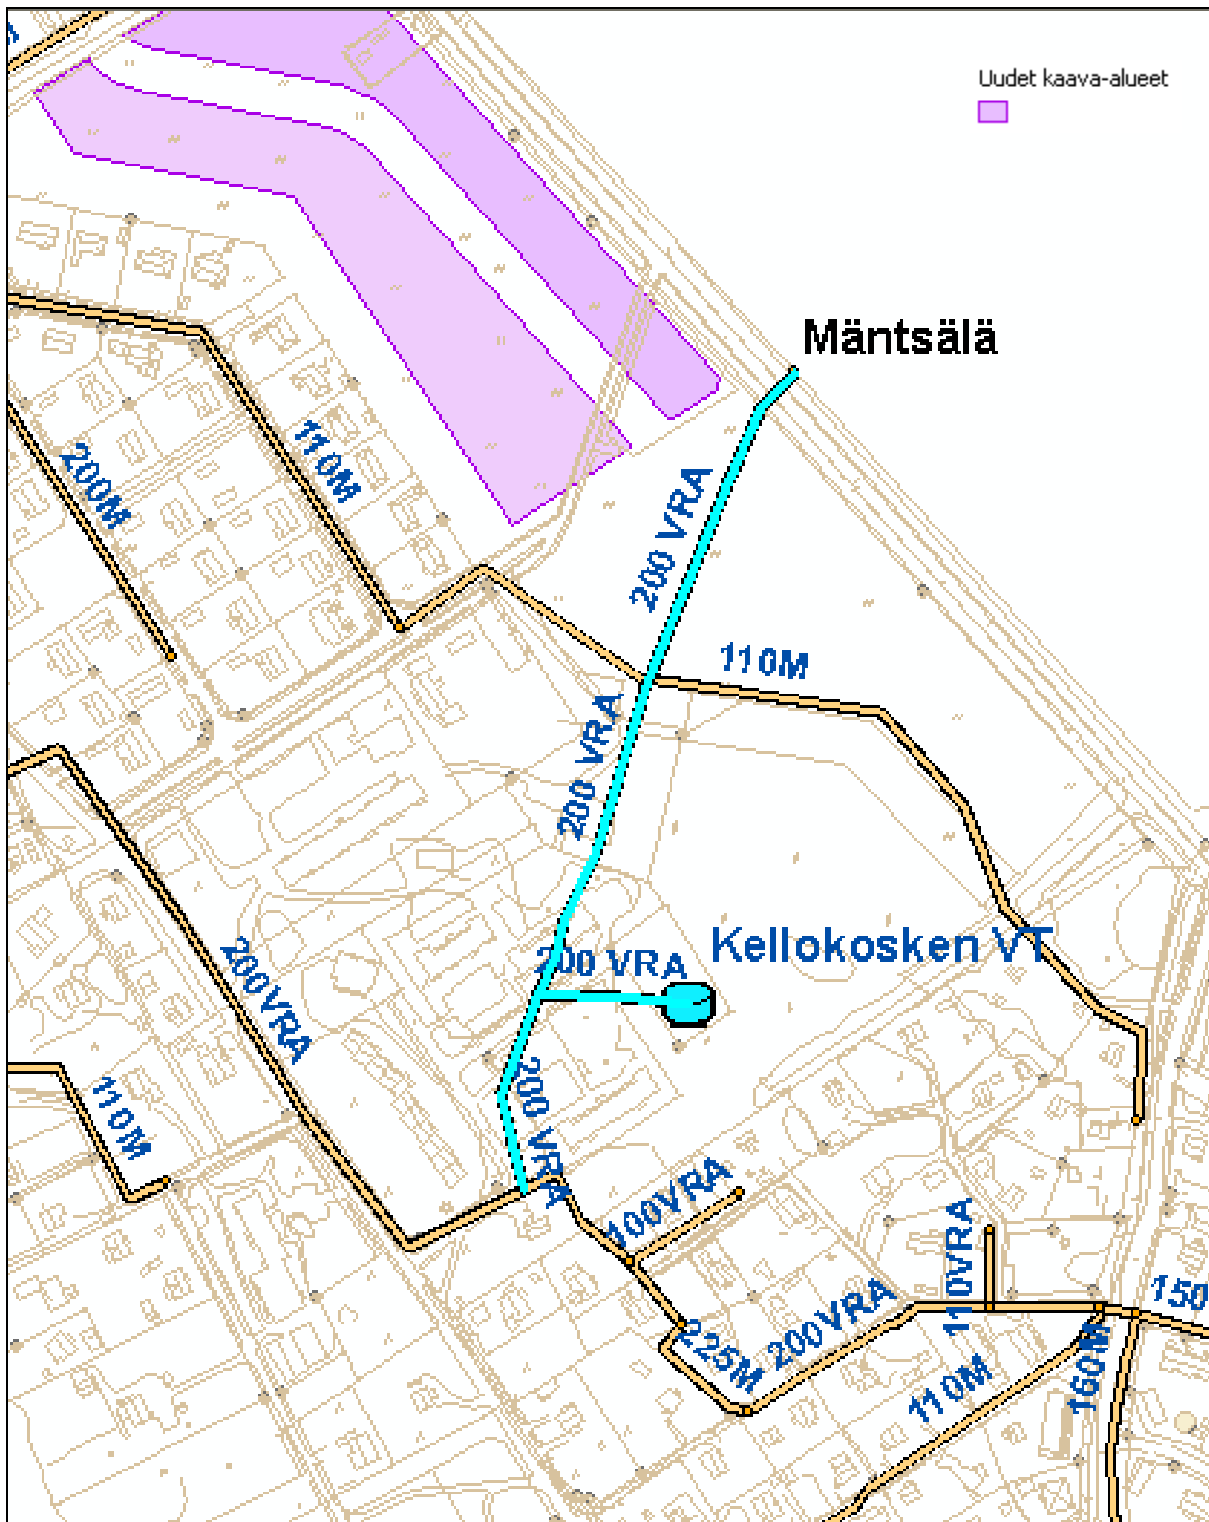 Uudet kaava-alueet
Mäntsälä
110M
200M
200 VRA
110M
200 VRA
Kellokosken VT
200 VRA
200VRA
200 VRA
110M
100VRA
110VRA
200VRA
150
225M
110M
160M